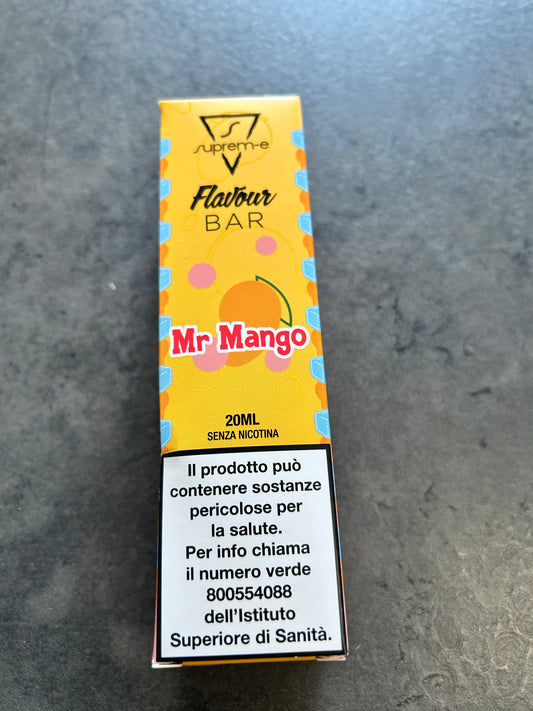 S
suprem-e
Flavour
BAR
Mr Mango
20ML
SENZA NICOTINA
Il prodotto può
contenere sostanze
pericolose per
la salute.
Per info chiama
il numero verde
800554088
dell'Istituto
Superiore di Sanità.